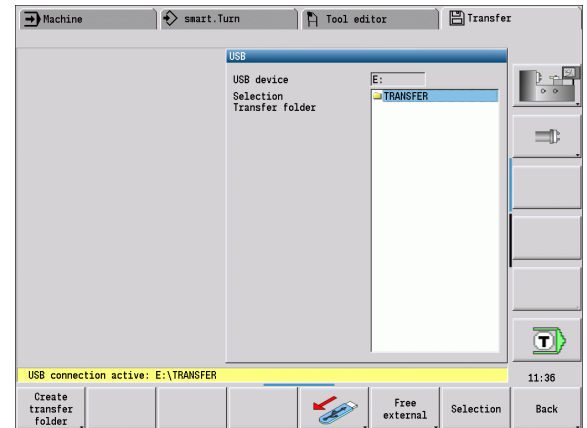 Machine
smart.Turn
Tool editor
Transfer
USB
USB device
E:
Selection
Transfer folder
TRANSFER
T
USB connection active: E:\TRANSFER
11:36
Create
transfer
folder
Free
external
Selection
Back